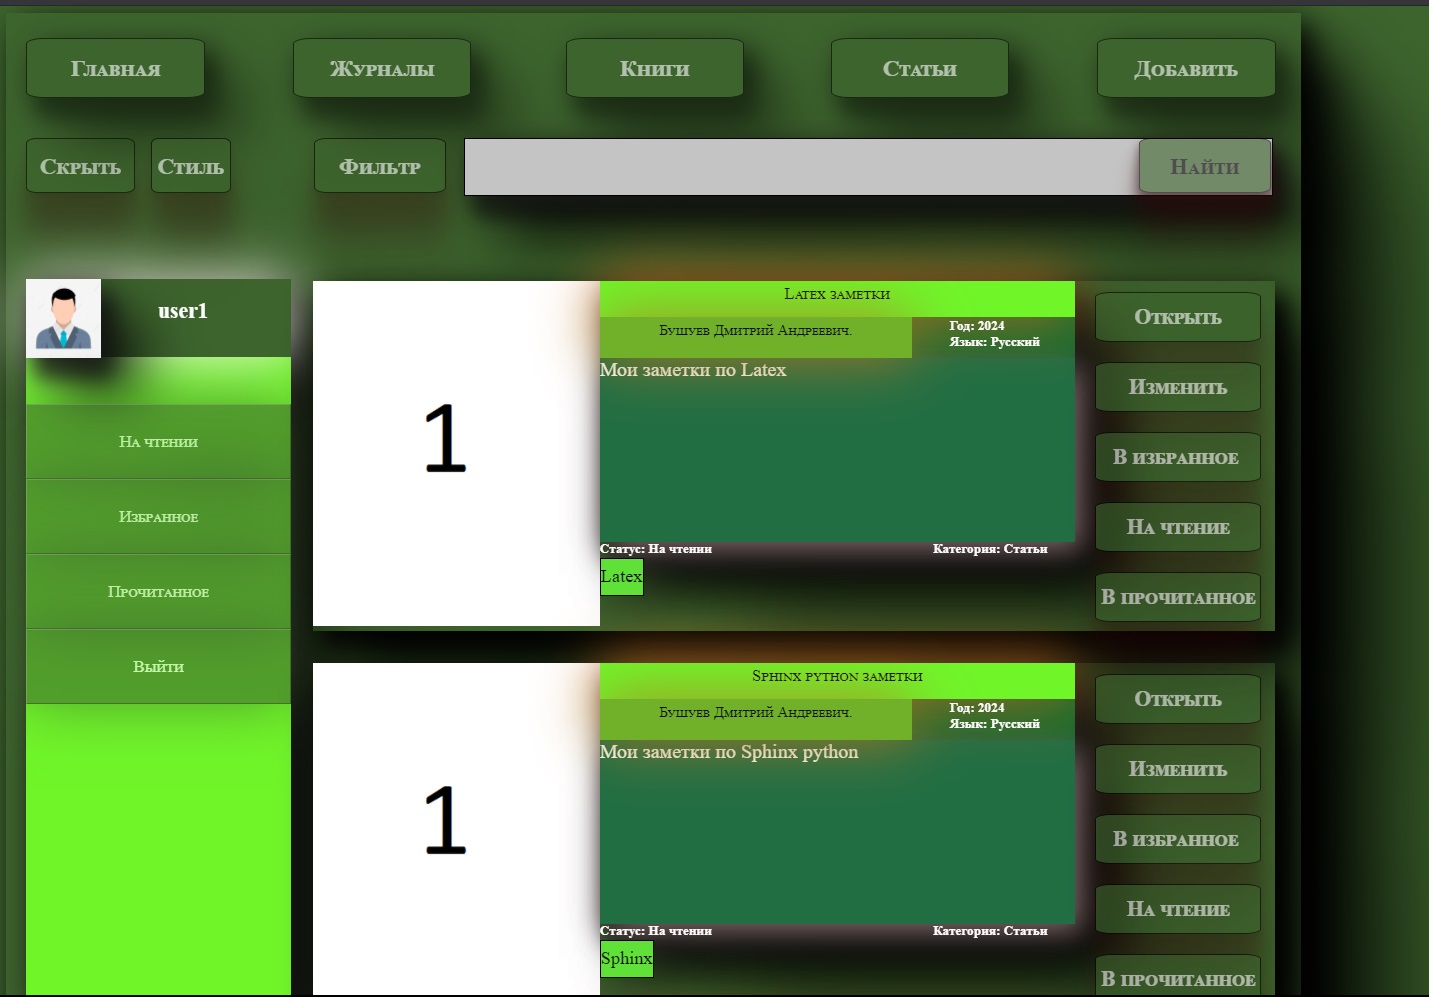 Главная
Журналы
Книги
Статьи
Добавить
Скрыть
Стиль
Фильтр
Найти
user1
На чтении
Избранное
Прочитанное
Выйти
1
Latex заметки
Бушуев Дмитрий Андреевич.
Год: 2024
Язык: Русский
Мои заметки по Latex
Статус: На чтении
Категория: Статьи
Latex
Открыть
Изменить
В избранное
На чтение
В прочитанное
1
Sphinx python заметки
Бушуев Дмитрий Андреевич.
Год: 2024
Язык: Русский
Мои заметки по Sphinx python
Статус: На чтении
Категория: Статьи
Sphinx
Открыть
Изменить
В избранное
На чтение
В прочитанное